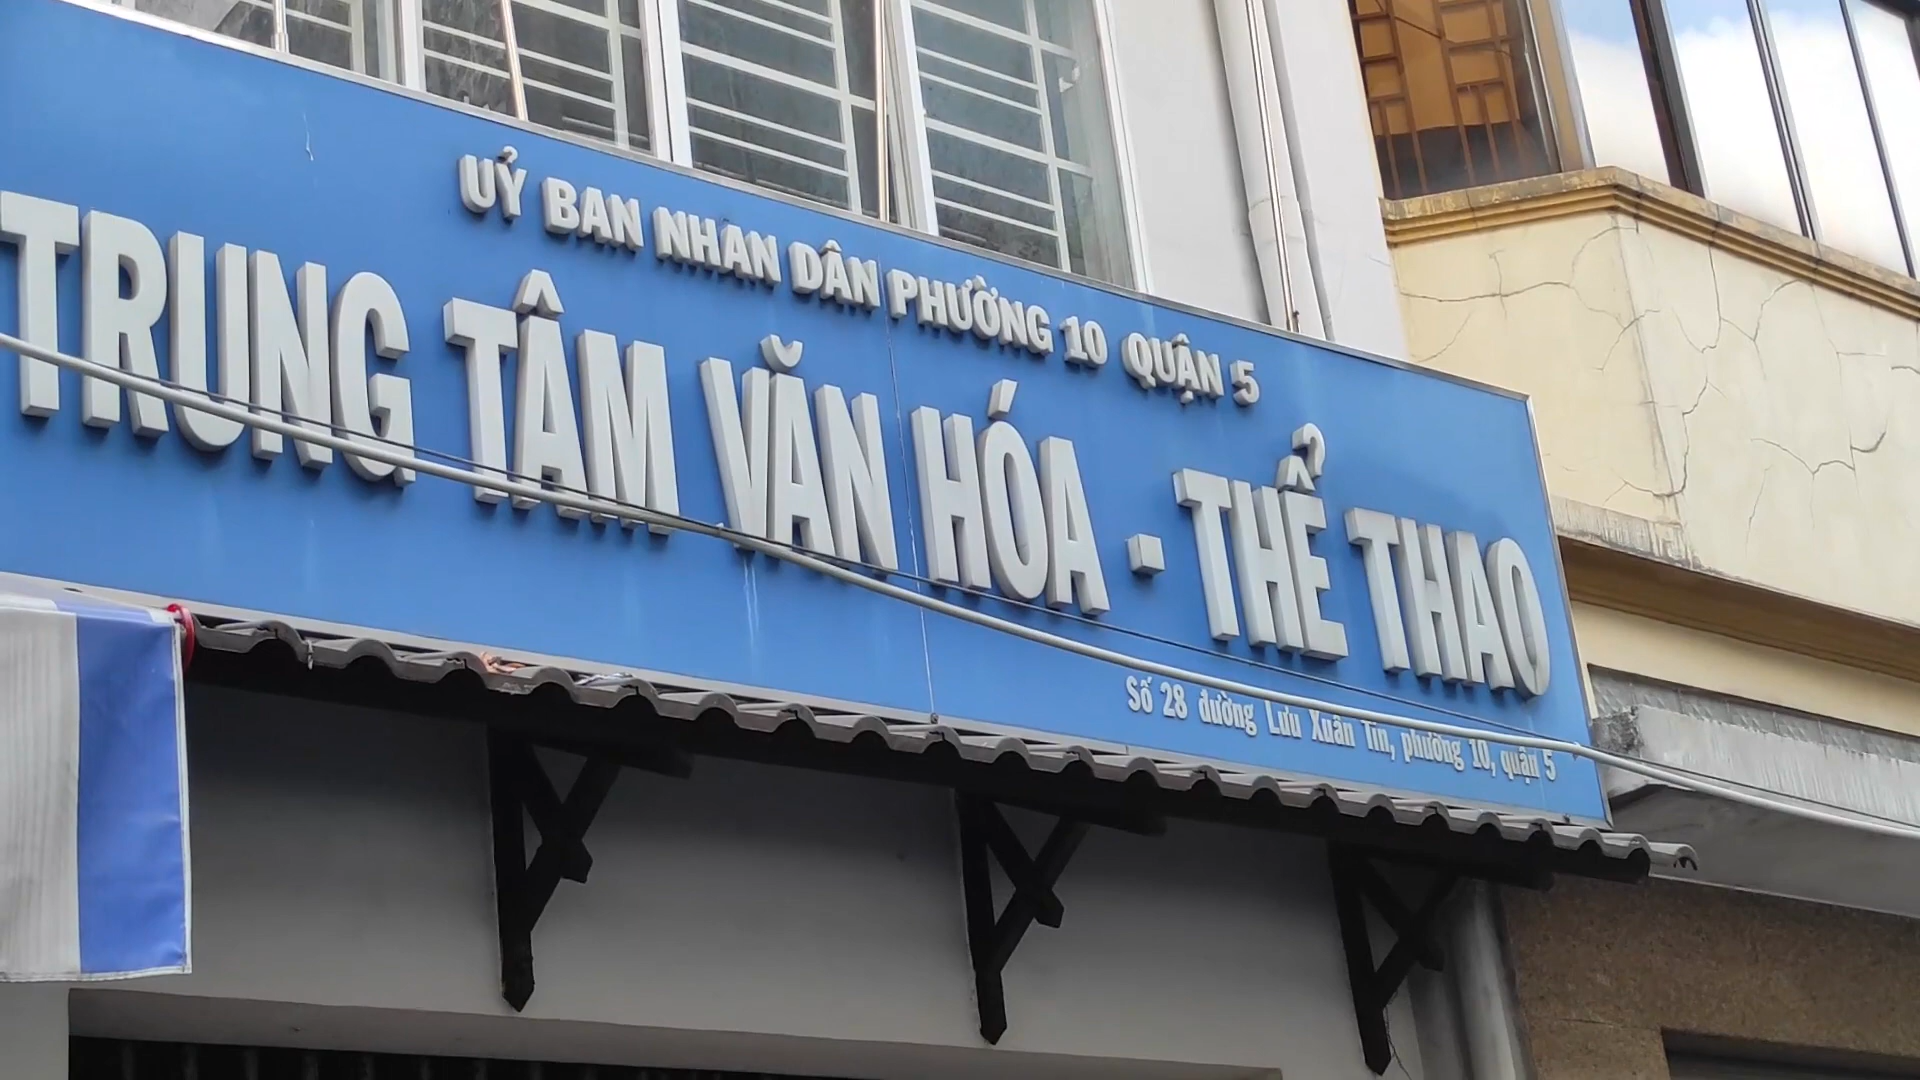 UỶ BAN NHAN DÂN PHƯỜNG 10 QUẬN 5
TRUNG TÂM VĂN HÓA - THỂ THAO
Số 28 đường Lưu Xuân Tín, phường 10, quận 5